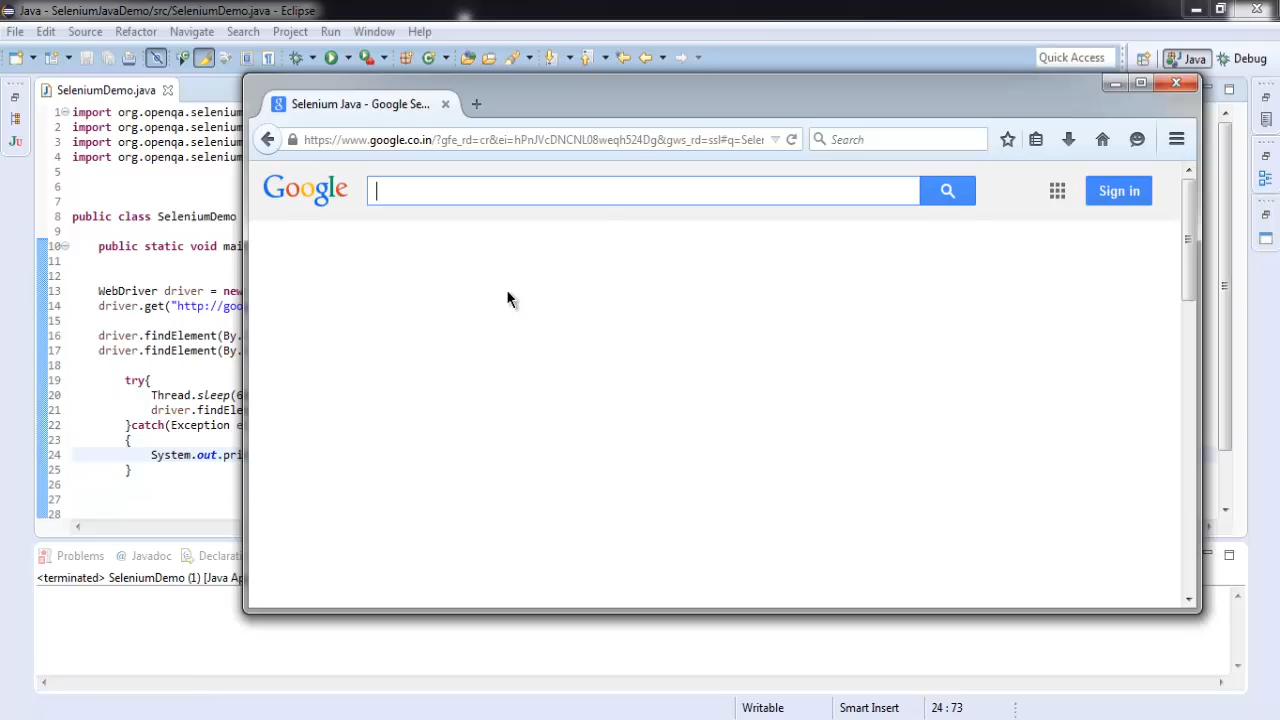 Java - SeleniumJavaDemo/src/SeleniumDemo.java - Eclipse
File Edit Source Refactor Navigate Search Project Run Window Help
Quick Access
Java
Debug
SeleniumDemo.java
1 import org.openqa.selenium
2 import org.openqa.selenium
3 import org.openqa.selenium
4 import org.openqa.selenium
5
6
7
8 public class SeleniumDemo
9
10 public static void mai
11
12
13 WebDriver driver = new
14 driver.get("http://goo
15
16 driver.findElement(By.
17 driver.findElement(By.
18
19 try{
20 Thread.sleep(6
21 driver.findEle
22 }catch(Exception e
23 {
24 System.out.pri
25 }
26
27
28
Selenium Java - Google Se...
https://www.google.co.in/?gfe_rd=cr&ei=hPnJVcDNCNL08weqh524Dg&gws_rd=ssl#q=Seler
Search
Google
Sign in
Problems @ Javadoc Declarati
<terminated> SeleniumDemo (1) [Java Ap
Writable
Smart Insert
24 : 73